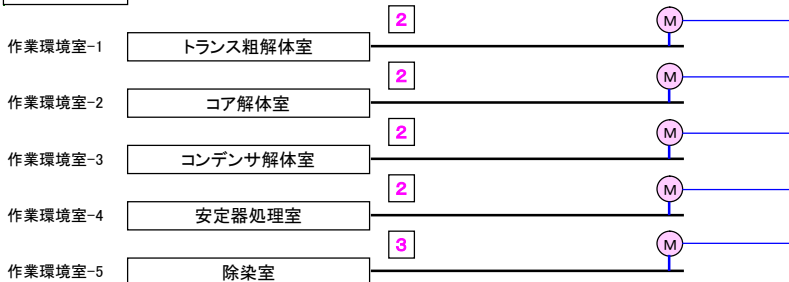 2 M
作業環境室-1 トランス粗解体室
2 M
作業環境室-2 コア解体室
2 M
作業環境室-3 コンデンサ解体室
2 M
作業環境室-4 安定器処理室
3 M
作業環境室-5 除染室